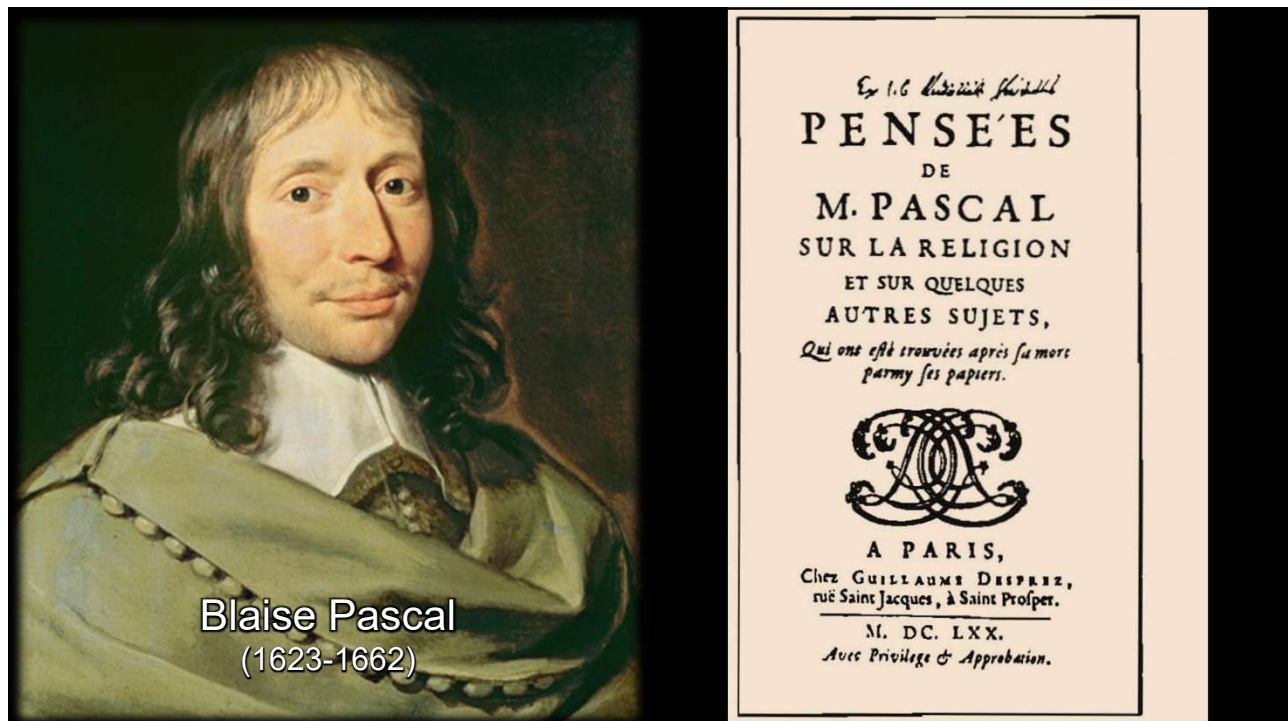 Blaise Pascal
(1623-1662)
PENSE'ES
DE
M. PASCAL
SUR LA RELIGION
ET SUR QUELQUES
AUTRES SUJETS,
Qui ont eſté trouvées après ſa mort
parmy ſes papiers.
A PARIS,
Chez GUILLAUME DESPREZ,
ruë Saint Jacques, à Saint Proſper.
M. DC. LXX.
Avec Privilege & Approbation.